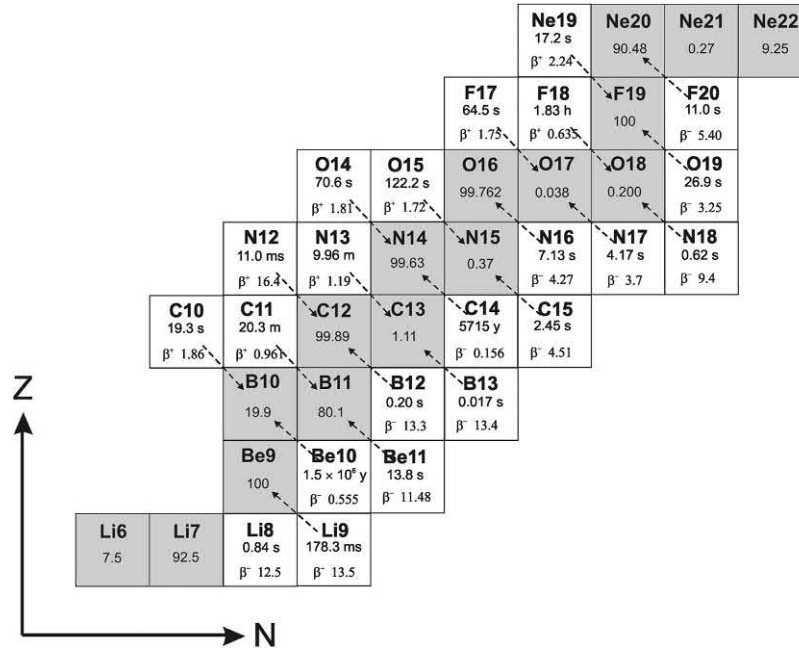 Ne19 Ne20 Ne21 Ne22
17.2 s 90.48 0.27 9.25
β⁺ 2.24
F17 F18 F19 F20
64.5 s 1.83 h 100 11.0 s
β⁺ 1.75 β⁺ 0.635 β⁻ 5.40
O14 O15 O16 O17 O18 O19
70.6 s 122.2 s 99.762 0.038 0.200 26.9 s
β⁺ 1.81 β⁺ 1.72 β⁻ 3.25
N12 N13 N14 N15 N16 N17 N18
11.0 ms 9.96 m 99.63 0.37 7.13 s 4.17 s 0.62 s
β⁺ 16.4 β⁺ 1.19 β⁻ 4.27 β⁻ 3.7 β⁻ 9.4
C10 C11 C12 C13 C14 C15
19.3 s 20.3 m 99.89 1.11 5715 y 2.45 s
β⁺ 1.86 β⁺ 0.961 β⁻ 0.156 β⁻ 4.51
B10 B11 B12 B13
19.9 80.1 0.20 s 0.017 s
β⁻ 13.3 β⁻ 13.4
Z
Be9 Be10 Be11
100 1.5 × 10⁶ y 13.8 s
β⁻ 0.555 β⁻ 11.48
Li6 Li7 Li8 Li9
7.5 92.5 0.84 s 178.3 ms
β⁻ 12.5 β⁻ 13.5
N